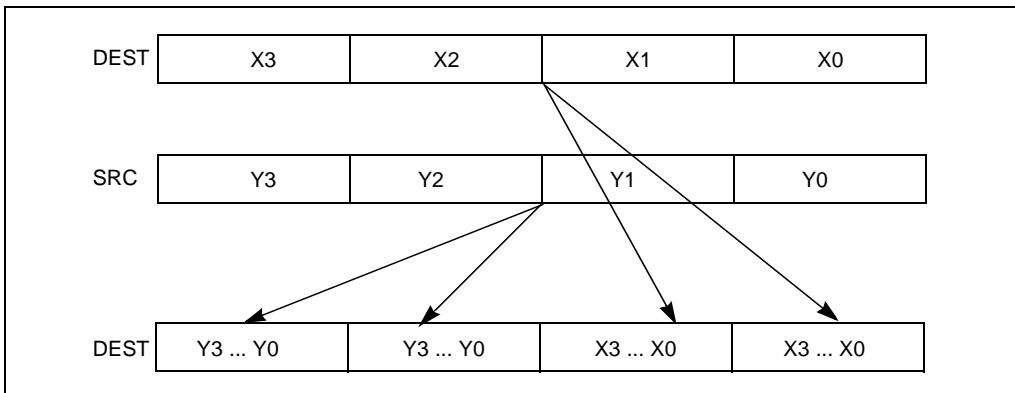 DEST X3 X2 X1 X0
SRC Y3 Y2 Y1 Y0
DEST Y3 ... Y0 Y3 ... Y0 X3 ... X0 X3 ... X0